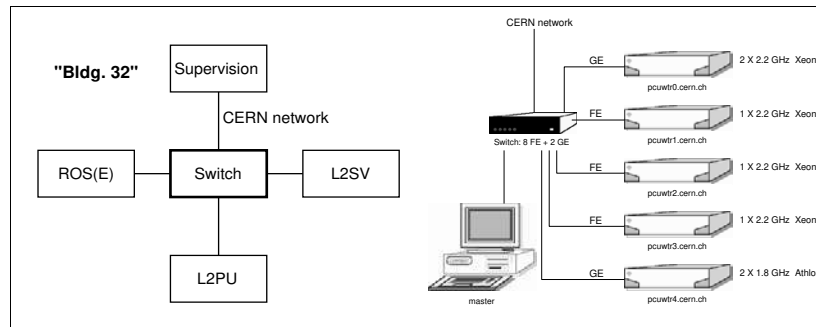 "Bldg. 32"
Supervision
CERN network
ROS(E)
Switch
L2SV
L2PU
CERN network
GE
2 X 2.2 GHz Xeon
pcuwtr0.cern.ch
FE
1 X 2.2 GHz Xeon
pcuwtr1.cern.ch
Switch: 8 FE + 2 GE
FE
1 X 2.2 GHz Xeon
pcuwtr2.cern.ch
FE
1 X 2.2 GHz Xeon
pcuwtr3.cern.ch
GE
2 X 1.8 GHz Athlo
pcuwtr4.cern.ch
master